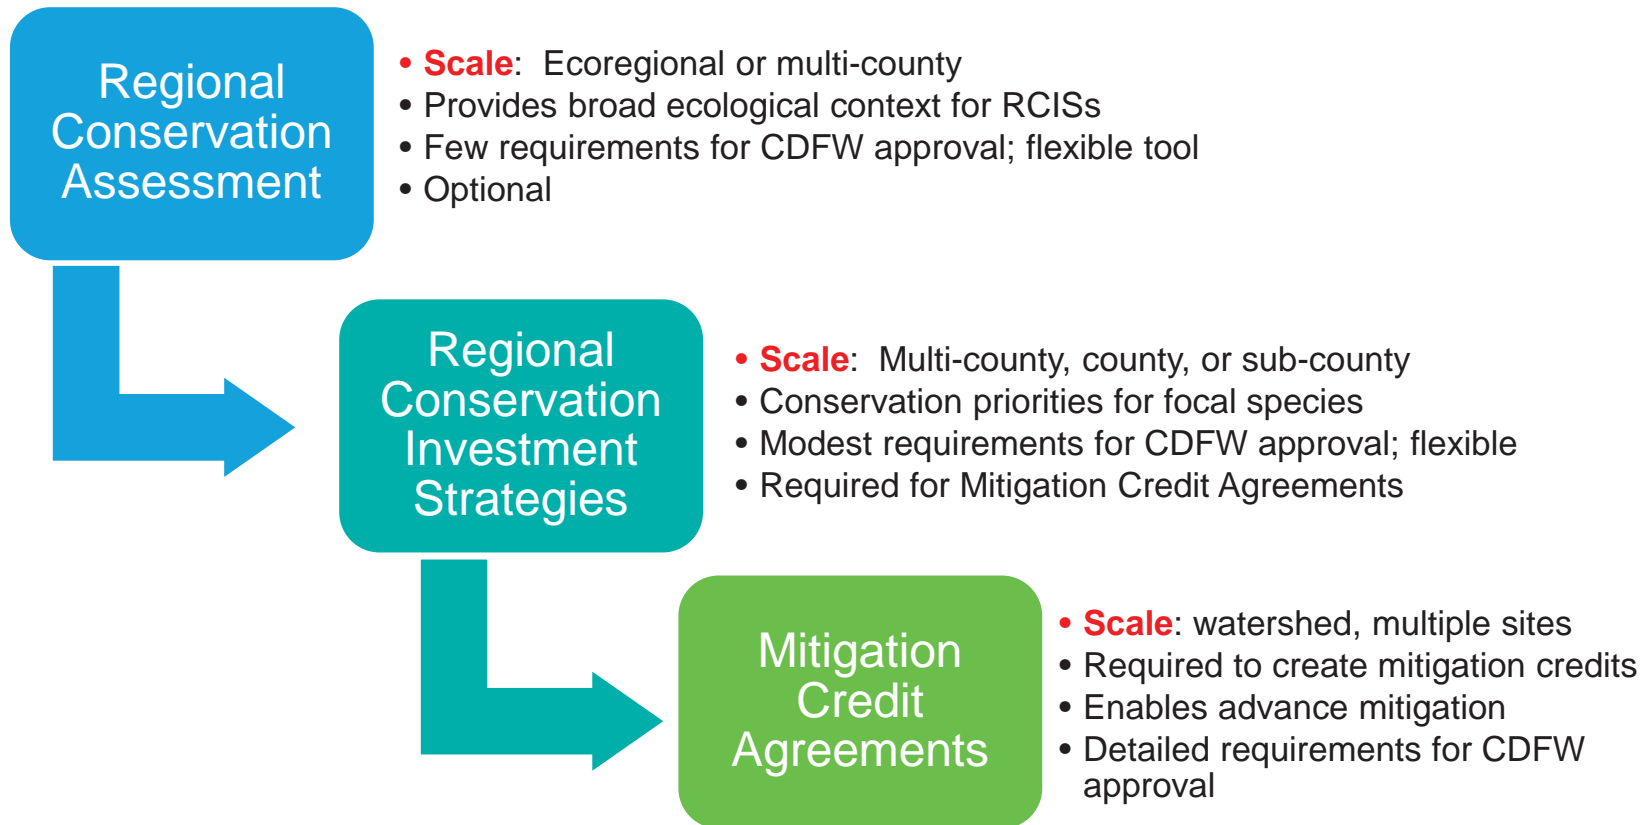 Regional
Conservation
Assessment
• Scale: Ecoregional or multi-county
• Provides broad ecological context for RCISs
• Few requirements for CDFW approval; flexible tool
• Optional
Regional
Conservation
Investment
Strategies
• Scale: Multi-county, county, or sub-county
• Conservation priorities for focal species
• Modest requirements for CDFW approval; flexible
• Required for Mitigation Credit Agreements
Mitigation
Credit
Agreements
• Scale: watershed, multiple sites
• Required to create mitigation credits
• Enables advance mitigation
• Detailed requirements for CDFW
approval